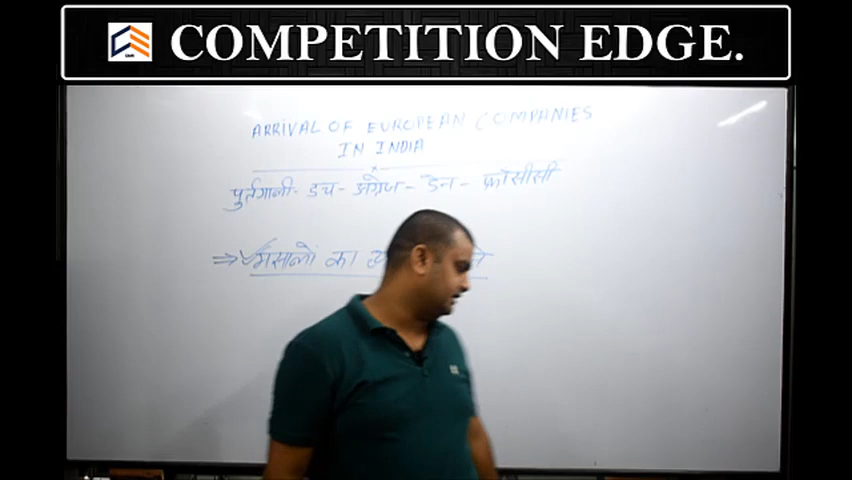 COMPETITION EDGE.
ARRIVAL OF EUROPEAN COMPANIES
IN INDIA
पुर्तगाली - डच - अंग्रेज - डेन - फ्रांसीसी
⇒ मसालों का